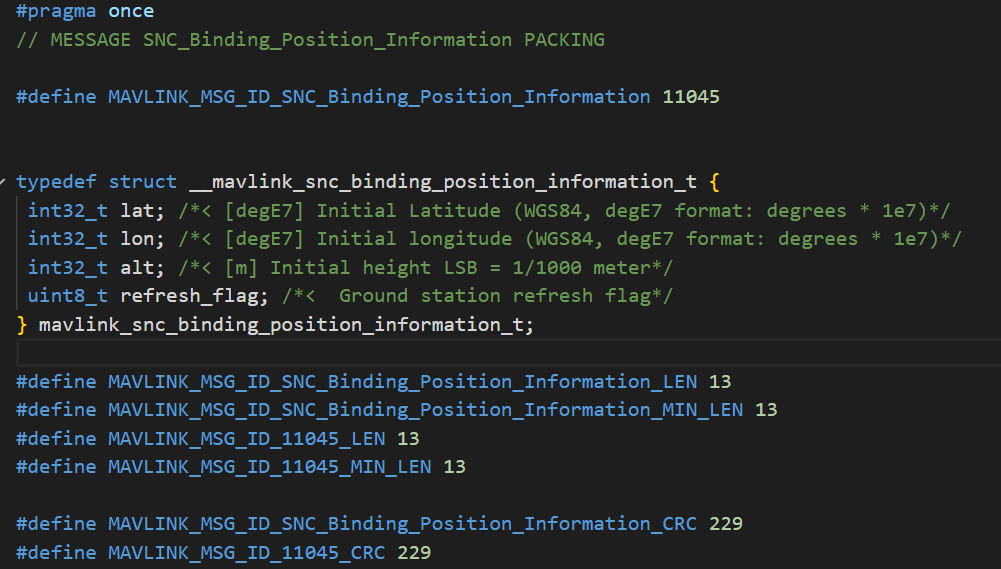 #pragma once
// MESSAGE SNC_Binding_Position_Information PACKING
#define MAVLINK_MSG_ID_SNC_Binding_Position_Information 11045
typedef struct __mavlink_snc_binding_position_information_t {
int32_t lat; /*< [degE7] Initial Latitude (WGS84, degE7 format: degrees * 1e7)*/
int32_t lon; /*< [degE7] Initial longitude (WGS84, degE7 format: degrees * 1e7)*/
int32_t alt; /*< [m] Initial height LSB = 1/1000 meter*/
uint8_t refresh_flag; /*<  Ground station refresh flag*/
} mavlink_snc_binding_position_information_t;
#define MAVLINK_MSG_ID_SNC_Binding_Position_Information_LEN 13
#define MAVLINK_MSG_ID_SNC_Binding_Position_Information_MIN_LEN 13
#define MAVLINK_MSG_ID_11045_LEN 13
#define MAVLINK_MSG_ID_11045_MIN_LEN 13
#define MAVLINK_MSG_ID_SNC_Binding_Position_Information_CRC 229
#define MAVLINK_MSG_ID_11045_CRC 229